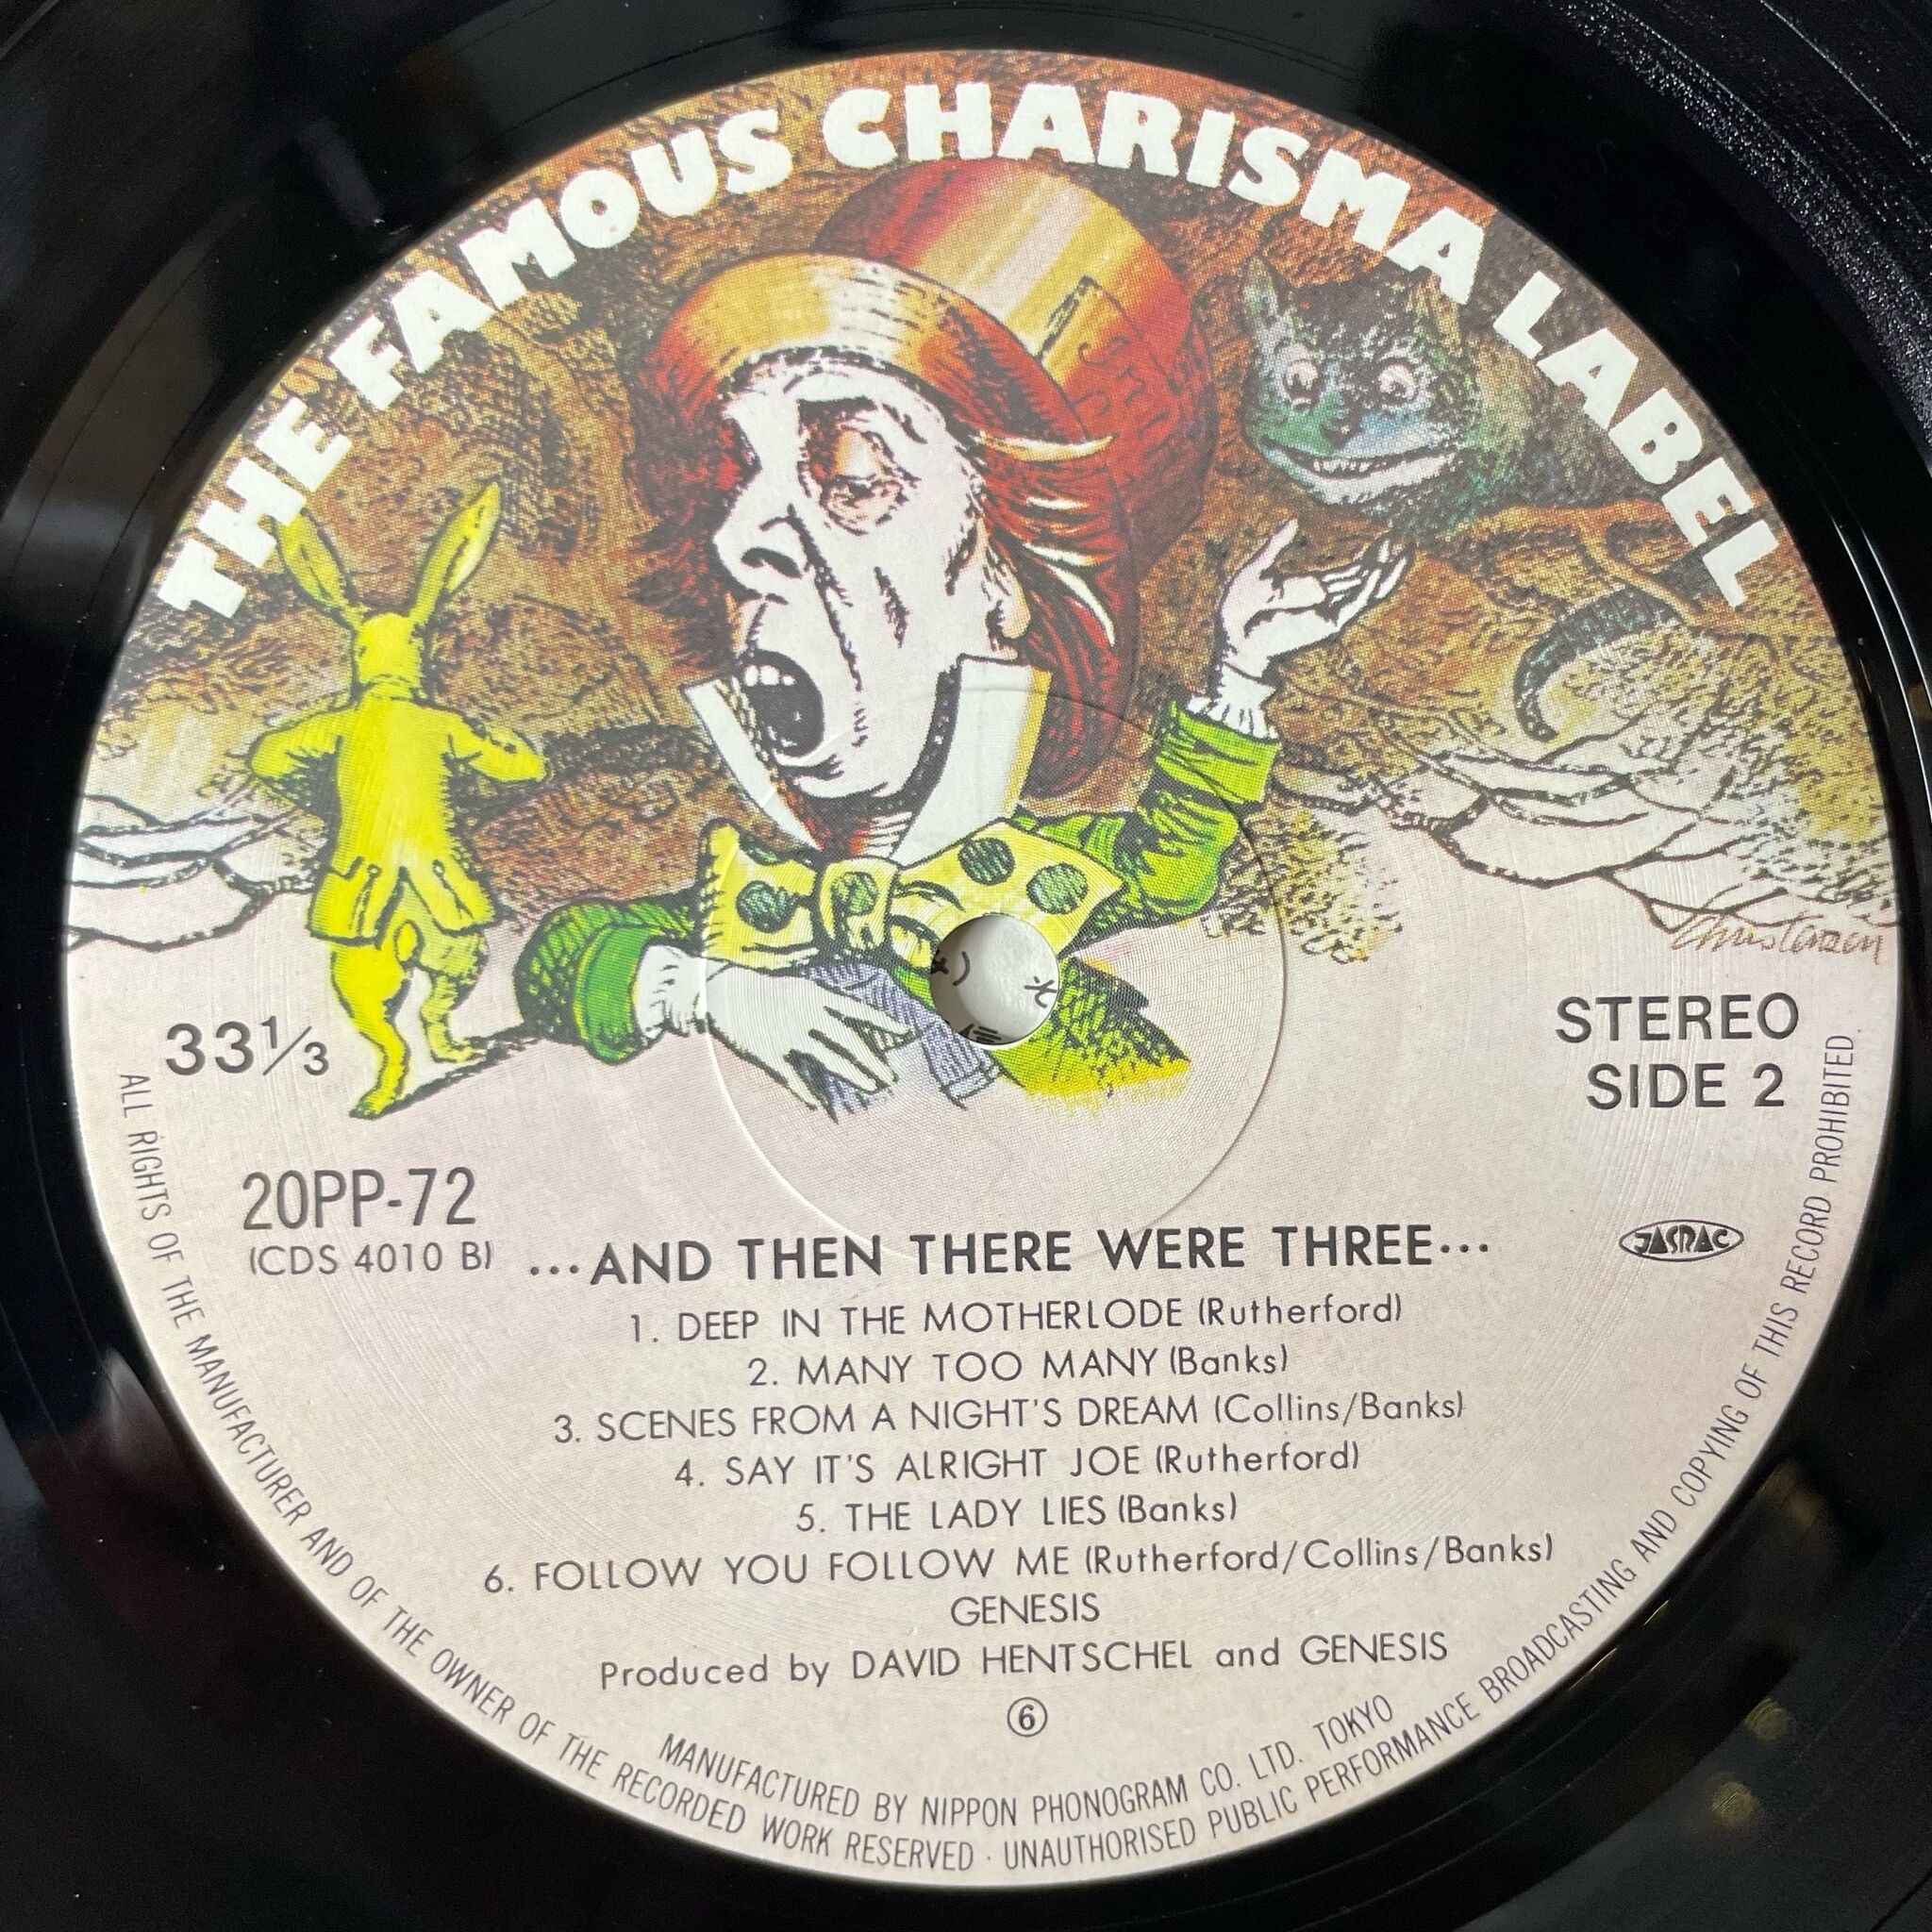 THE FAMOUS CHARISMA LABEL
Christensen
33 1/3
STEREO
SIDE 2
20PP-72
(CDS 4010 B)
JASRAC
...AND THEN THERE WERE THREE...
1. DEEP IN THE MOTHERLODE (Rutherford)
2. MANY TOO MANY (Banks)
3. SCENES FROM A NIGHT'S DREAM (Collins/Banks)
4. SAY IT'S ALRIGHT JOE (Rutherford)
5. THE LADY LIES (Banks)
6. FOLLOW YOU FOLLOW ME (Rutherford/Collins/Banks)
GENESIS
Produced by DAVID HENTSCHEL and GENESIS
⑥
MANUFACTURED BY NIPPON PHONOGRAM CO. LTD. TOKYO
ALL RIGHTS OF THE MANUFACTURER AND OF THE OWNER OF THE RECORDED WORK RESERVED · UNAUTHORISED PUBLIC PERFORMANCE BROADCASTING AND COPYING OF THIS RECORD PROHIBITED.